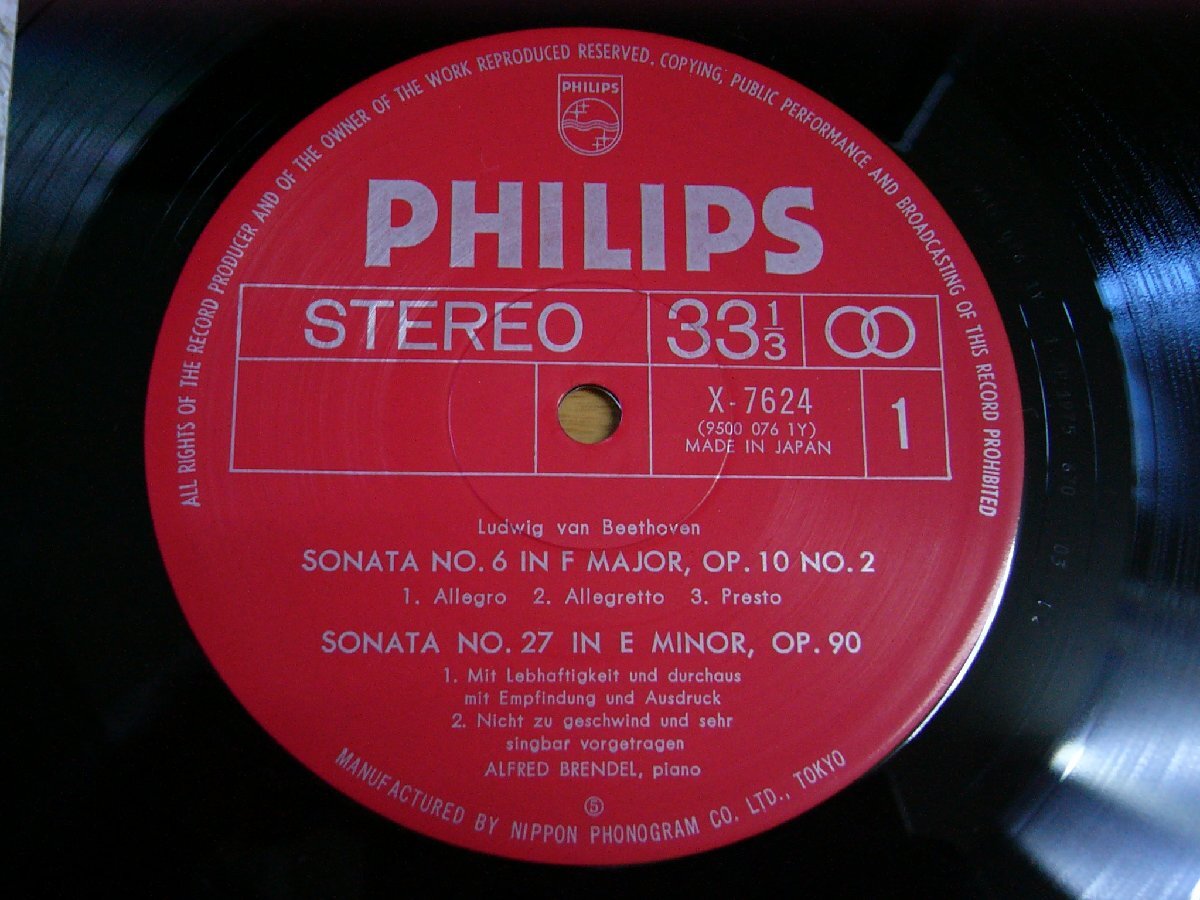 ALL RIGHTS OF THE RECORD PRODUCER AND OF THE OWNER OF THE WORK REPRODUCED RESERVED. COPYING, PUBLIC PERFORMANCE AND BROADCASTING OF THIS RECORD PROHIBITED
PHILIPS
PHILIPS
STEREO
33 1/3
X-7624
(9500 076 1Y)
MADE IN JAPAN
1
Ludwig van Beethoven
SONATA NO. 6 IN F MAJOR, OP. 10 NO. 2
1. Allegro 2. Allegretto 3. Presto
SONATA NO. 27 IN E MINOR, OP. 90
1. Mit Lebhaftigkeit und durchaus
mit Empfindung und Ausdruck
2. Nicht zu geschwind und sehr
singbar vorgetragen
ALFRED BRENDEL, piano
⑤
MANUFACTURED BY NIPPON PHONOGRAM CO. LTD., TOKYO